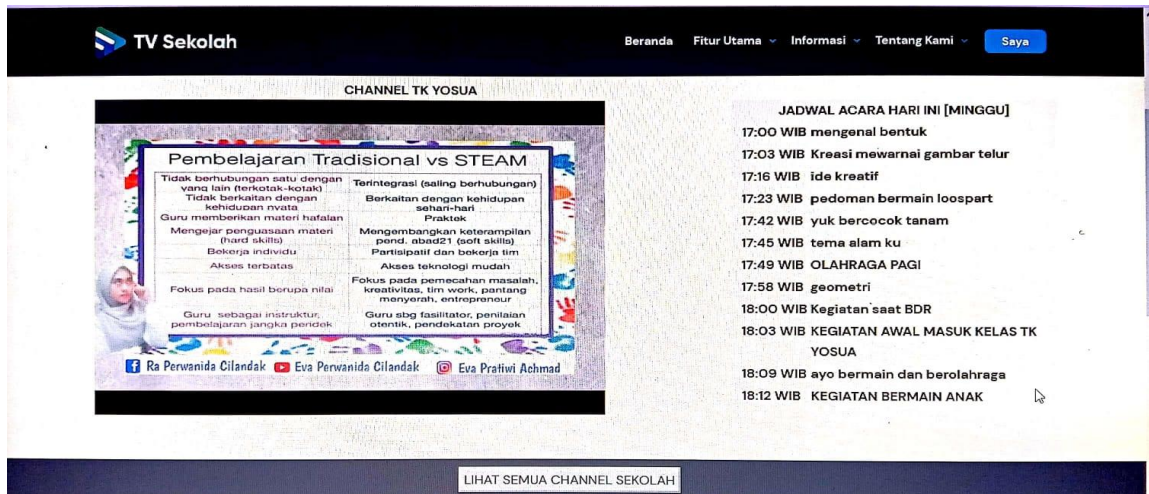 TV Sekolah
Beranda Fitur Utama Informasi Tentang Kami Saya
CHANNEL TK YOSUA
Pembelajaran Tradisional vs STEAM
Tidak berhubungan satu dengan
yang lain (terkotak-kotak)
Terintegrasi (saling berhubungan)
Tidak berkaitan dengan
kehidupan nyata
Berkaitan dengan kehidupan
sehari-hari
Guru memberikan materi hafalan
Praktek
Mengejar penguasaan materi
(hard skills)
Mengembangkan keterampilan
pend. abad21 (soft skills)
Bekerja individu
Partisipatif dan bekerja tim
Akses terbatas
Akses teknologi mudah
Fokus pada hasil berupa nilai
Fokus pada pemecahan masalah,
kreativitas, tim work, pantang
menyerah, entrepreneur
Guru sebagai instruktur,
pembelajaran jangka pendek
Guru sbg fasilitator, penilaian
otentik, pendekatan proyek
Ra Perwanida Cilandak Eva Perwanida Cilandak Eva Pratiwi Achmad
JADWAL ACARA HARI INI [MINGGU]
17:00 WIB mengenal bentuk
17:03 WIB Kreasi mewarnai gambar telur
17:16 WIB ide kreatif
17:23 WIB pedoman bermain loospart
17:42 WIB yuk bercocok tanam
17:45 WIB tema alam ku
17:49 WIB OLAHRAGA PAGI
17:58 WIB geometri
18:00 WIB Kegiatan saat BDR
18:03 WIB KEGIATAN AWAL MASUK KELAS TK
YOSUA
18:09 WIB ayo bermain dan berolahraga
18:12 WIB KEGIATAN BERMAIN ANAK
LIHAT SEMUA CHANNEL SEKOLAH